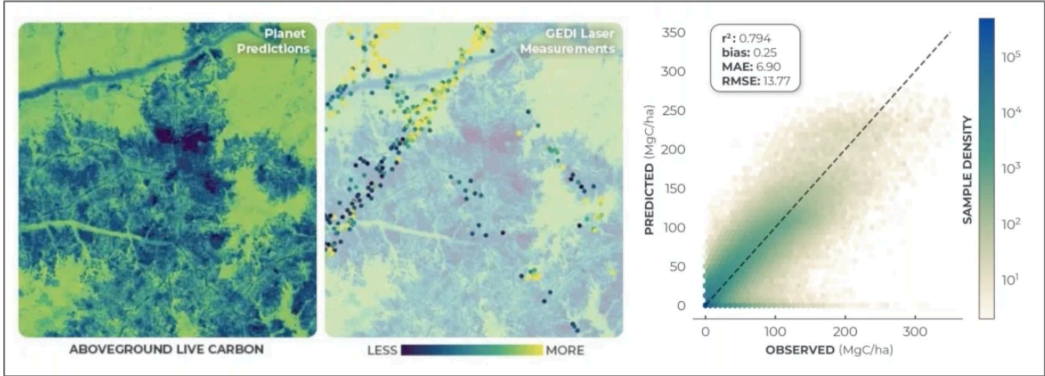 Planet
Predictions
GEDI Laser
Measurements
ABOVEGROUND LIVE CARBON
LESS
MORE
r²: 0.794
bias: 0.25
MAE: 6.90
RMSE: 13.77
PREDICTED (MgC/ha)
350
300
250
200
150
100
50
0
0 100 200 300
OBSERVED (MgC/ha)
SAMPLE DENSITY
10⁵
10⁴
10³
10²
10¹